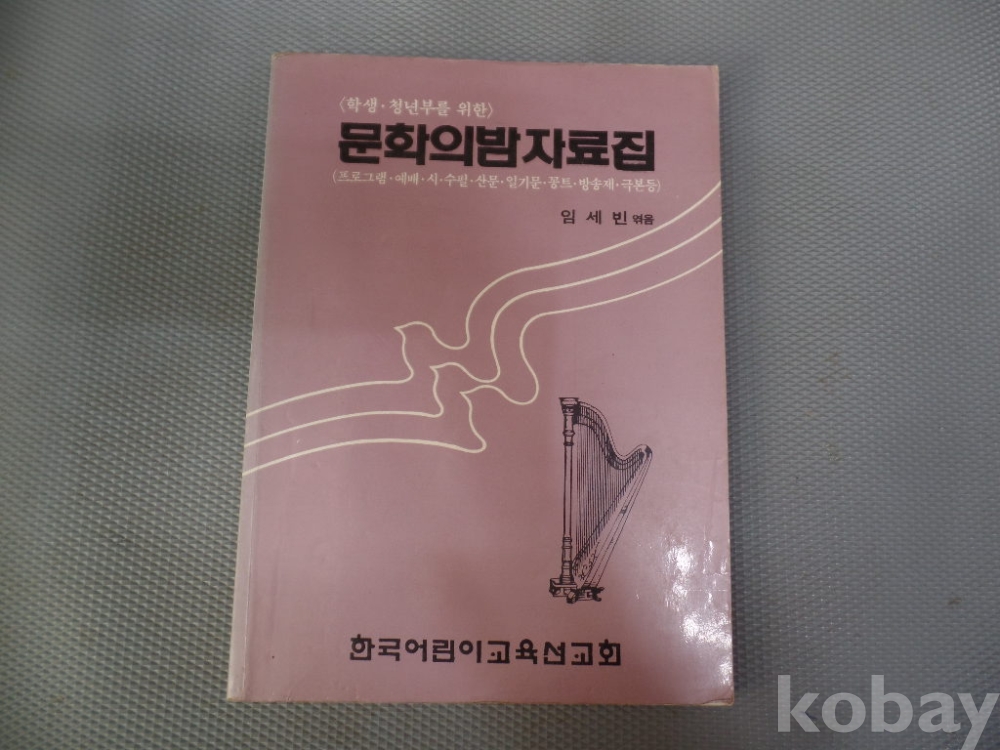 〈학생·청년부를 위한〉
문화의밤자료집
(프로그램·예배·시·수필·산문·일기문·꽁트·방송제·극본등)
임세빈 엮음
한국어린이교육선교회
kobay